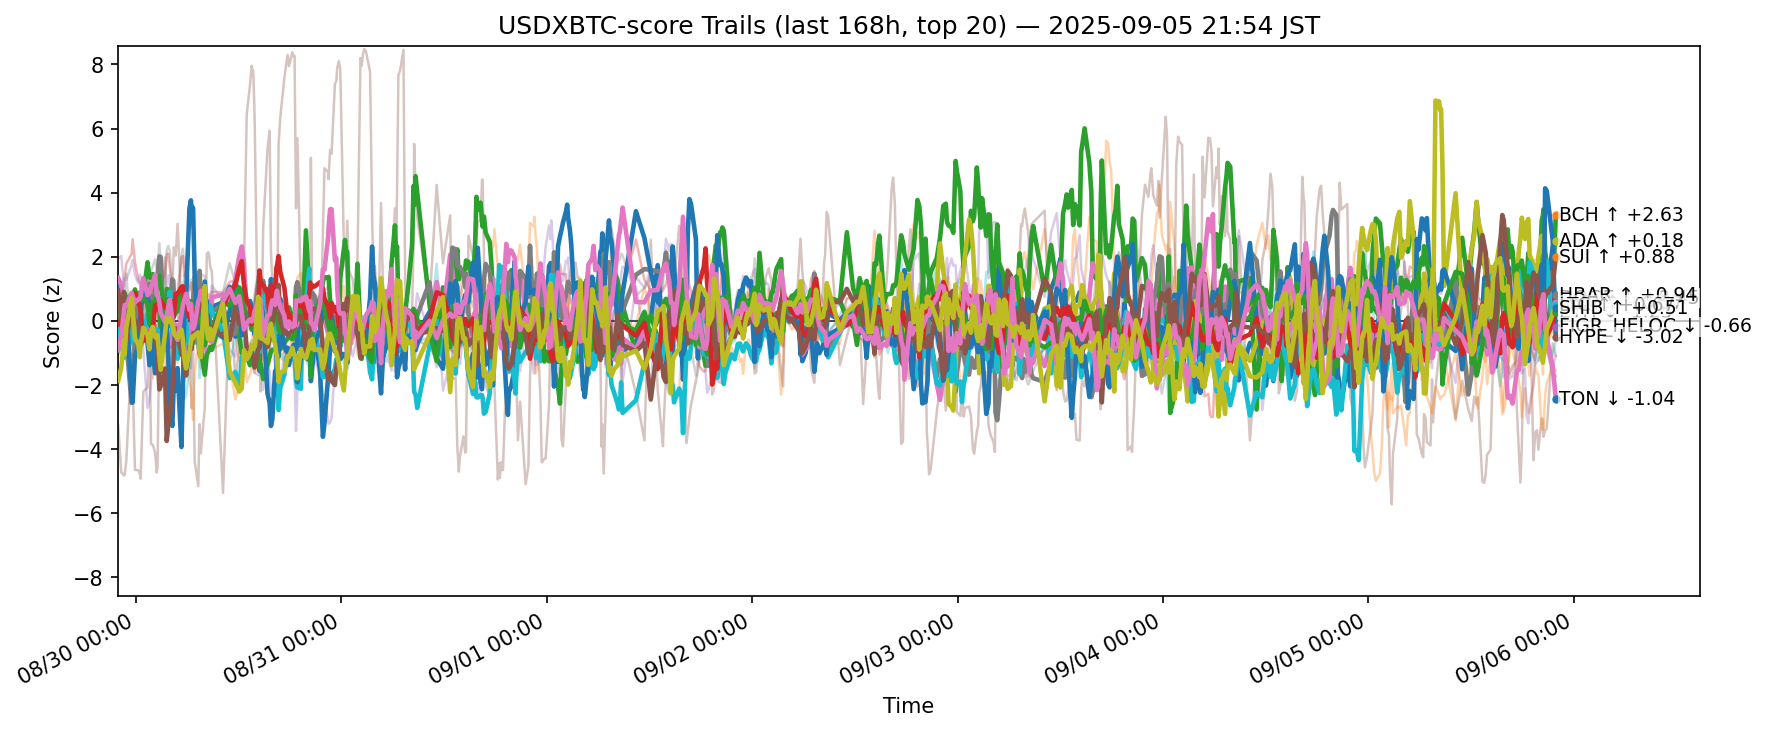 USDXBTC-score Trails (last 168h, top 20) — 2025-09-05 21:54 JST
Score (z)
8
6
4
2
0
−2
−4
−6
−8
BCH ↑ +2.63
ADA ↑ +0.18
SUI ↑ +0.88
HBAR ↑ +0.94
SHIB ↑ +0.51
FIGR_HELOC ↓ -0.66
HYPE ↓ -3.02
TON ↓ -1.04
08/30 00:00
08/31 00:00
09/01 00:00
09/02 00:00
09/03 00:00
09/04 00:00
09/05 00:00
09/06 00:00
Time